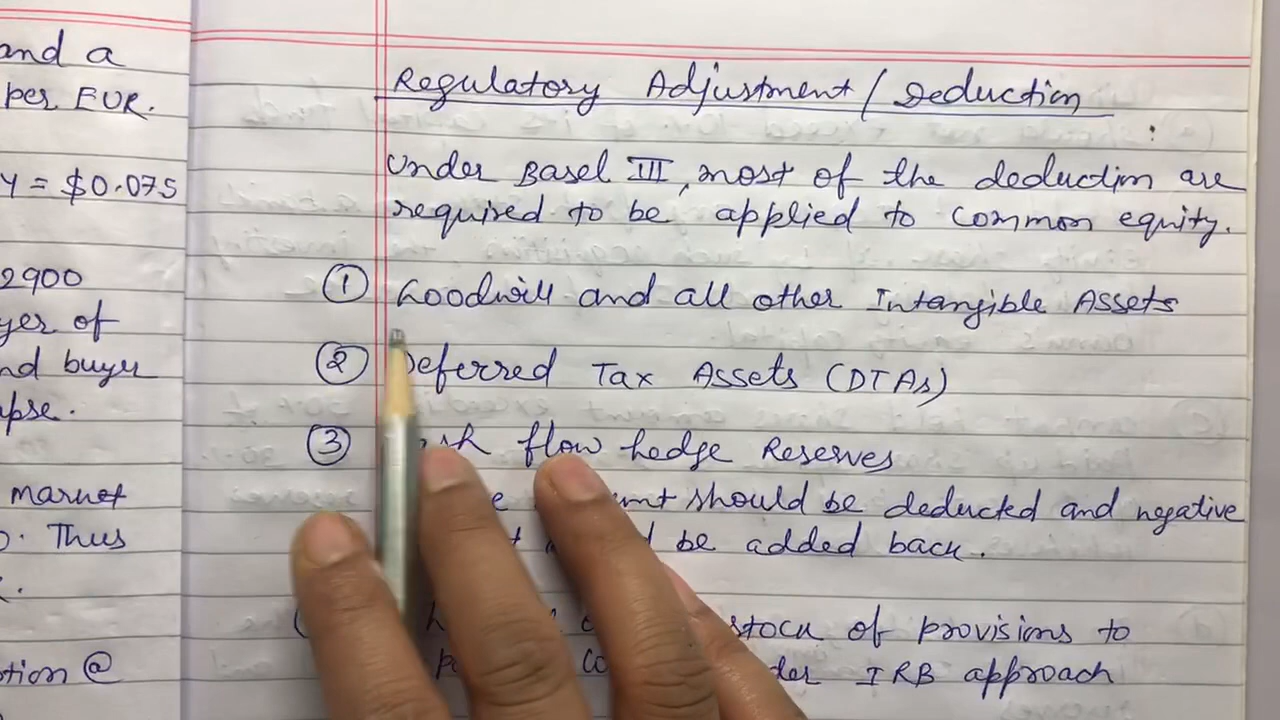 and a
per EUR.
y = $0.075
2900
yer of
nd buyer
apse.
market
Thus
tion @
Regulatory Adjustment / Deduction
Under Basel III, most of the deduction are
required to be applied to common equity.
① Goodwill and all other Intangible Assets
② Deferred Tax Assets (DTAs)
③ flow hedge Reserves
should be deducted and negative
be added back.
stock of provisions to
IRB approach